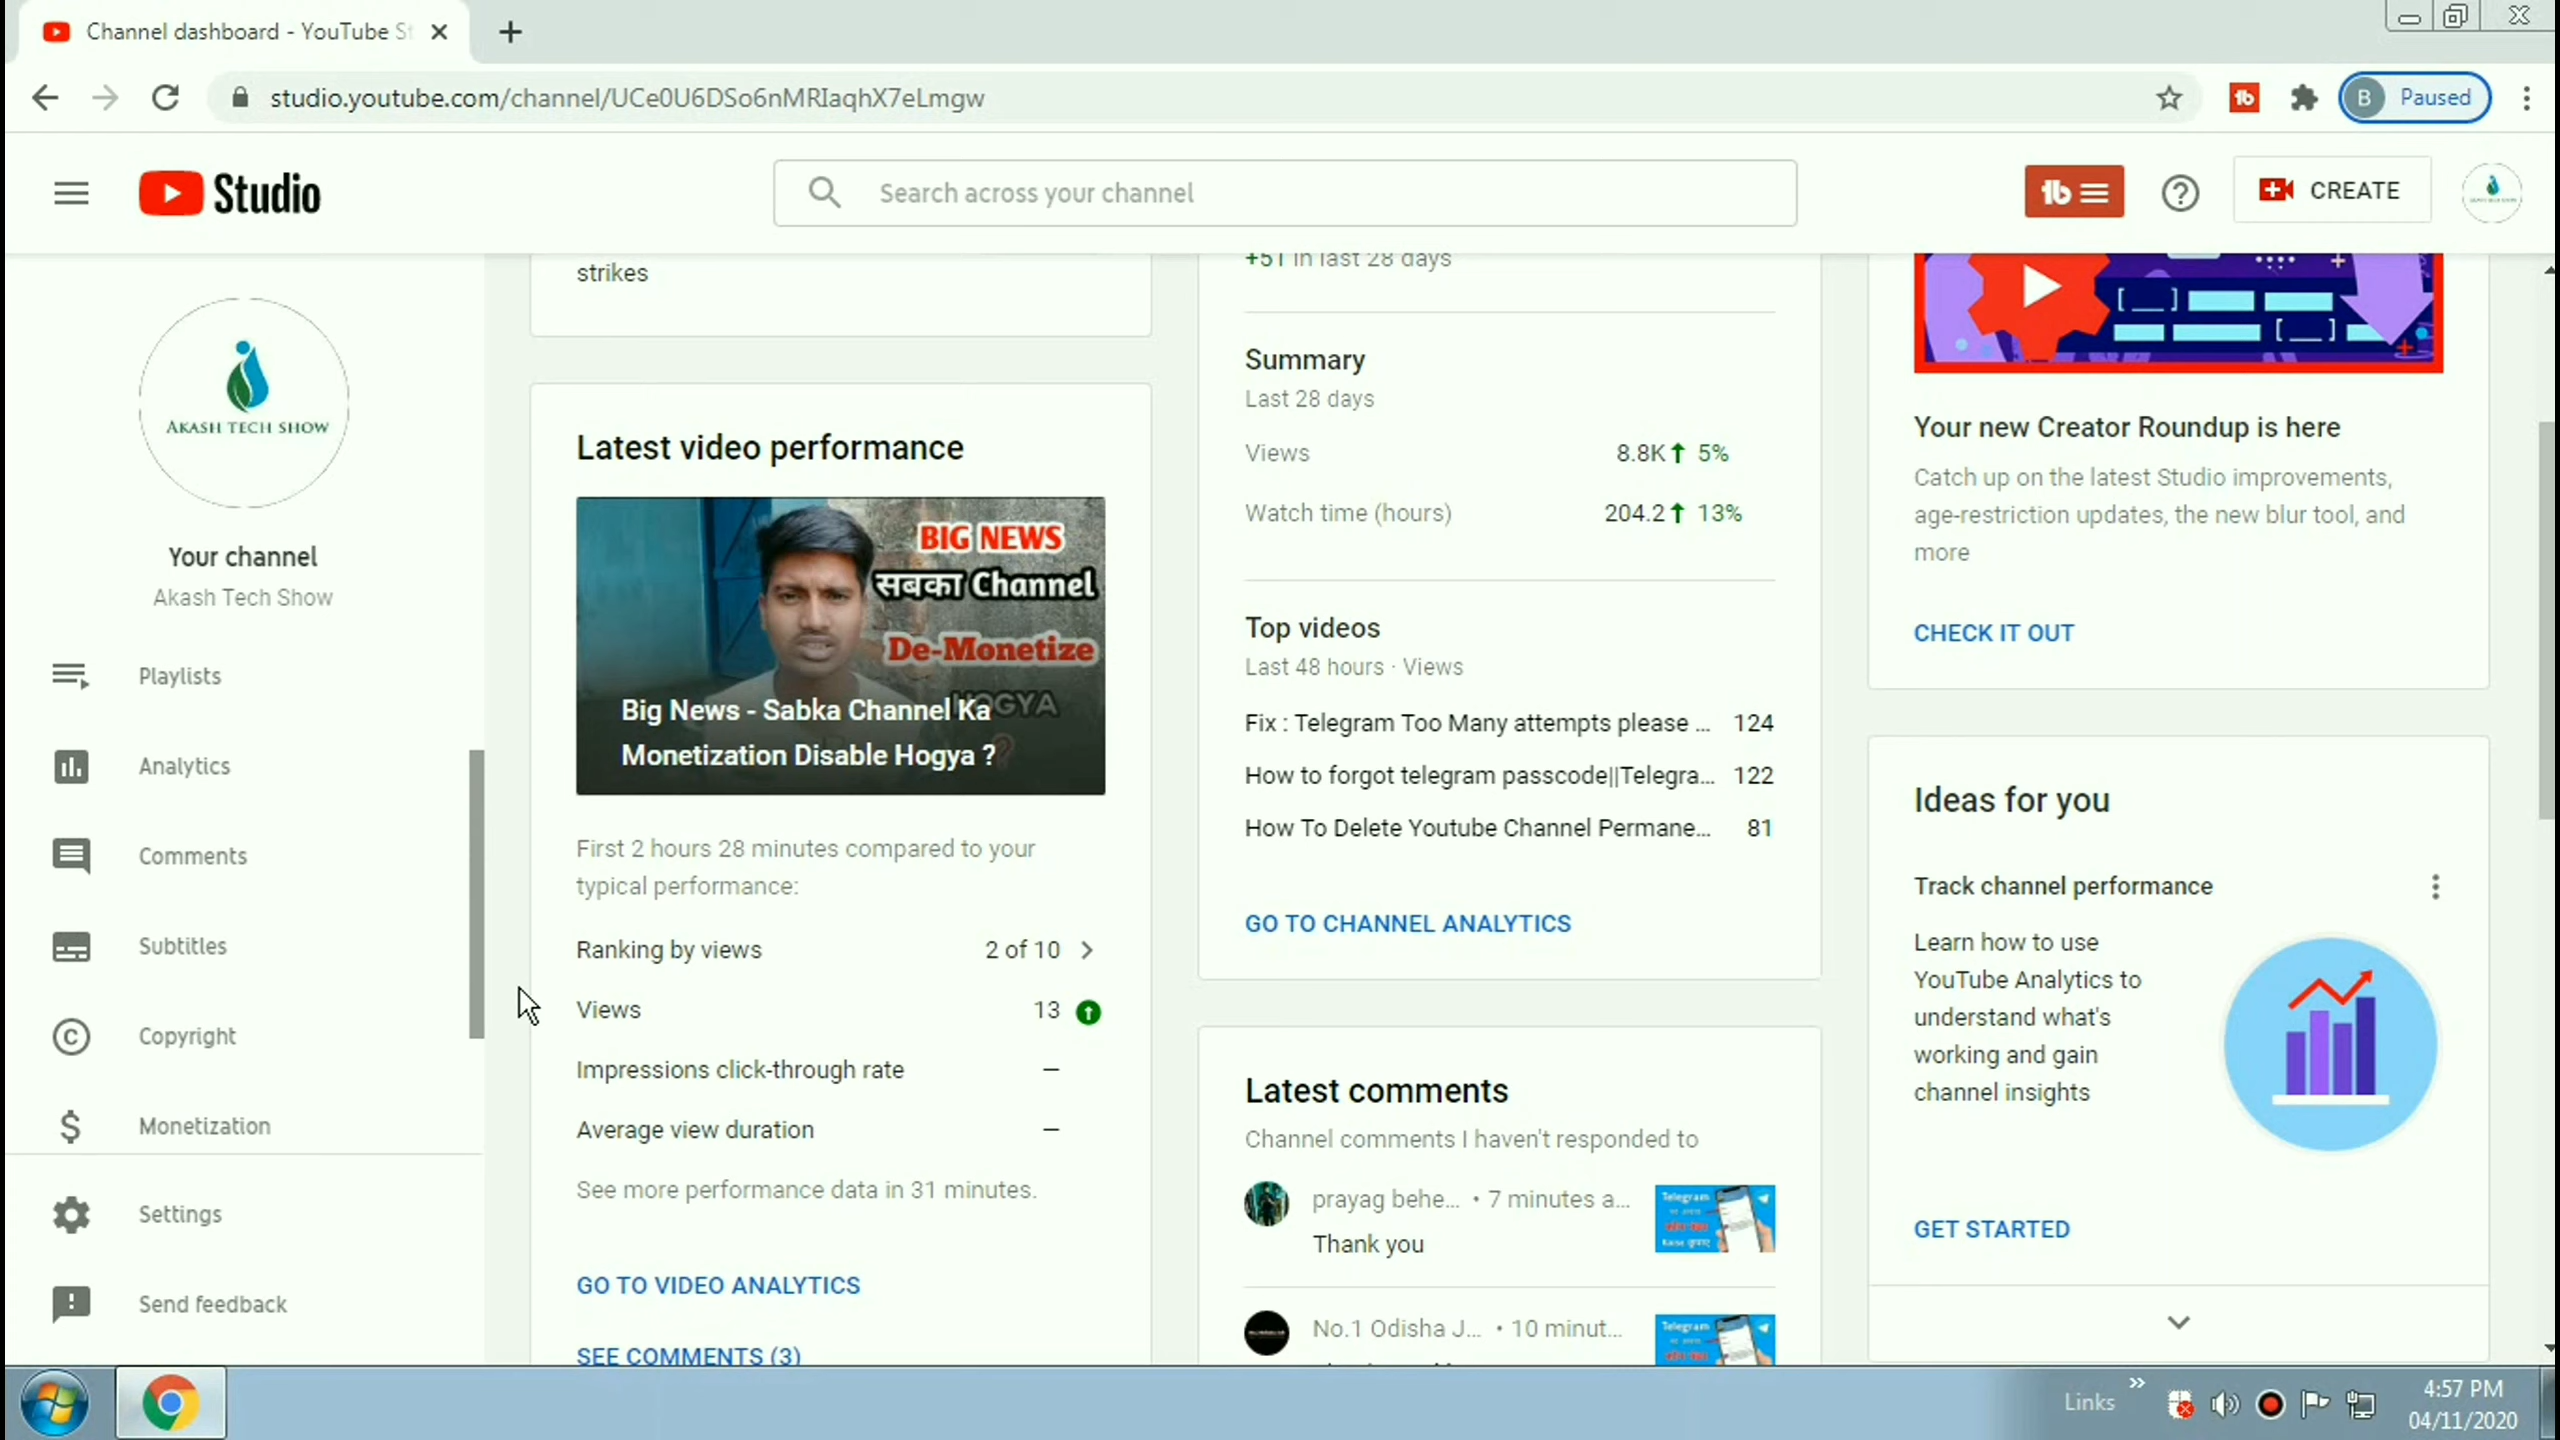 Channel dashboard - YouTube St
studio.youtube.com/channel/UCe0U6DSo6nMRIaqhX7eLmgw
B Paused
Studio
Search across your channel
CREATE
AKASH TECH SHOW
Your channel
Akash Tech Show
Playlists
Analytics
Comments
Subtitles
Copyright
Monetization
Settings
Send feedback
strikes
Latest video performance
BIG NEWS
सबका Channel
De-Monetize
HOGYA
?
Big News - Sabka Channel Ka
Monetization Disable Hogya ?
First 2 hours 28 minutes compared to your
typical performance:
Ranking by views 2 of 10
Views 13
Impressions click-through rate –
Average view duration –
See more performance data in 31 minutes.
GO TO VIDEO ANALYTICS
SEE COMMENTS (3)
+51 in last 28 days
Summary
Last 28 days
Views 8.8K 5%
Watch time (hours) 204.2 13%
Top videos
Last 48 hours · Views
Fix : Telegram Too Many attempts please ... 124
How to forgot telegram passcode||Telegra... 122
How To Delete Youtube Channel Permane... 81
GO TO CHANNEL ANALYTICS
Latest comments
Channel comments I haven't responded to
prayag behe... • 7 minutes a...
Thank you
Telegram
No.1 Odisha J... • 10 minut...
Telegram
Your new Creator Roundup is here
Catch up on the latest Studio improvements,
age-restriction updates, the new blur tool, and
more
CHECK IT OUT
Ideas for you
Track channel performance
Learn how to use
YouTube Analytics to
understand what's
working and gain
channel insights
GET STARTED
Links
4:57 PM
04/11/2020